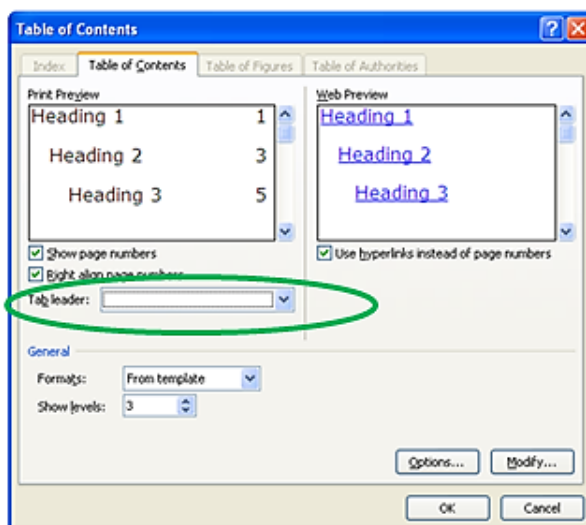 Table of Contents
Index Table of Contents Table of Figures Table of Authorities
Print Preview Web Preview
Heading 1 1 Heading 1
Heading 2 3 Heading 2
Heading 3 5 Heading 3
Show page numbers Use hyperlinks instead of page numbers
Right align page numbers
Tab leader:
General
Formats: From template
Show levels: 3
Options... Modify...
OK Cancel